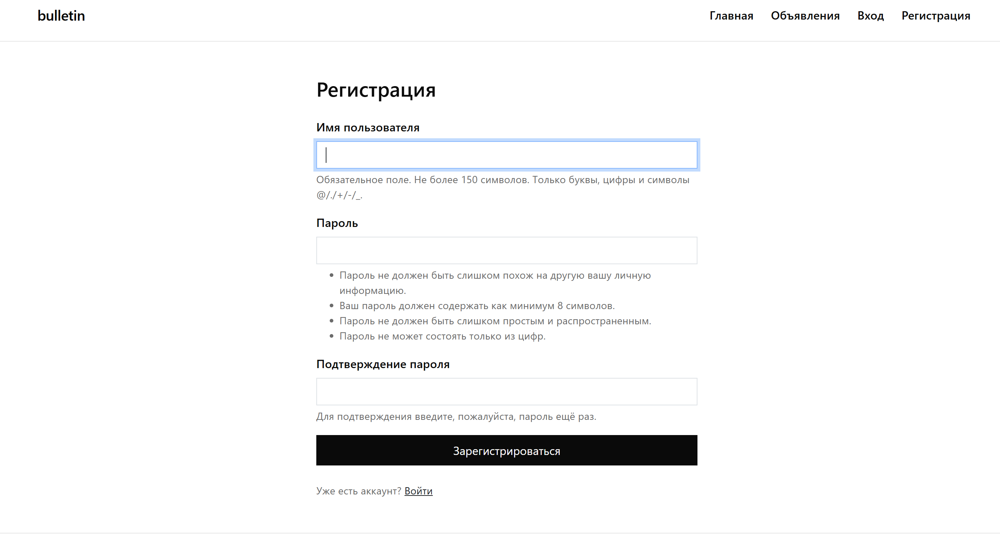 bulletin
Главная Объявления Вход Регистрация
Регистрация
Имя пользователя
Обязательное поле. Не более 150 символов. Только буквы, цифры и символы
@/./+/-/_.
Пароль
Пароль не должен быть слишком похож на другую вашу личную
информацию.
Ваш пароль должен содержать как минимум 8 символов.
Пароль не должен быть слишком простым и распространенным.
Пароль не может состоять только из цифр.
Подтверждение пароля
Для подтверждения введите, пожалуйста, пароль ещё раз.
Зарегистрироваться
Уже есть аккаунт? Войти